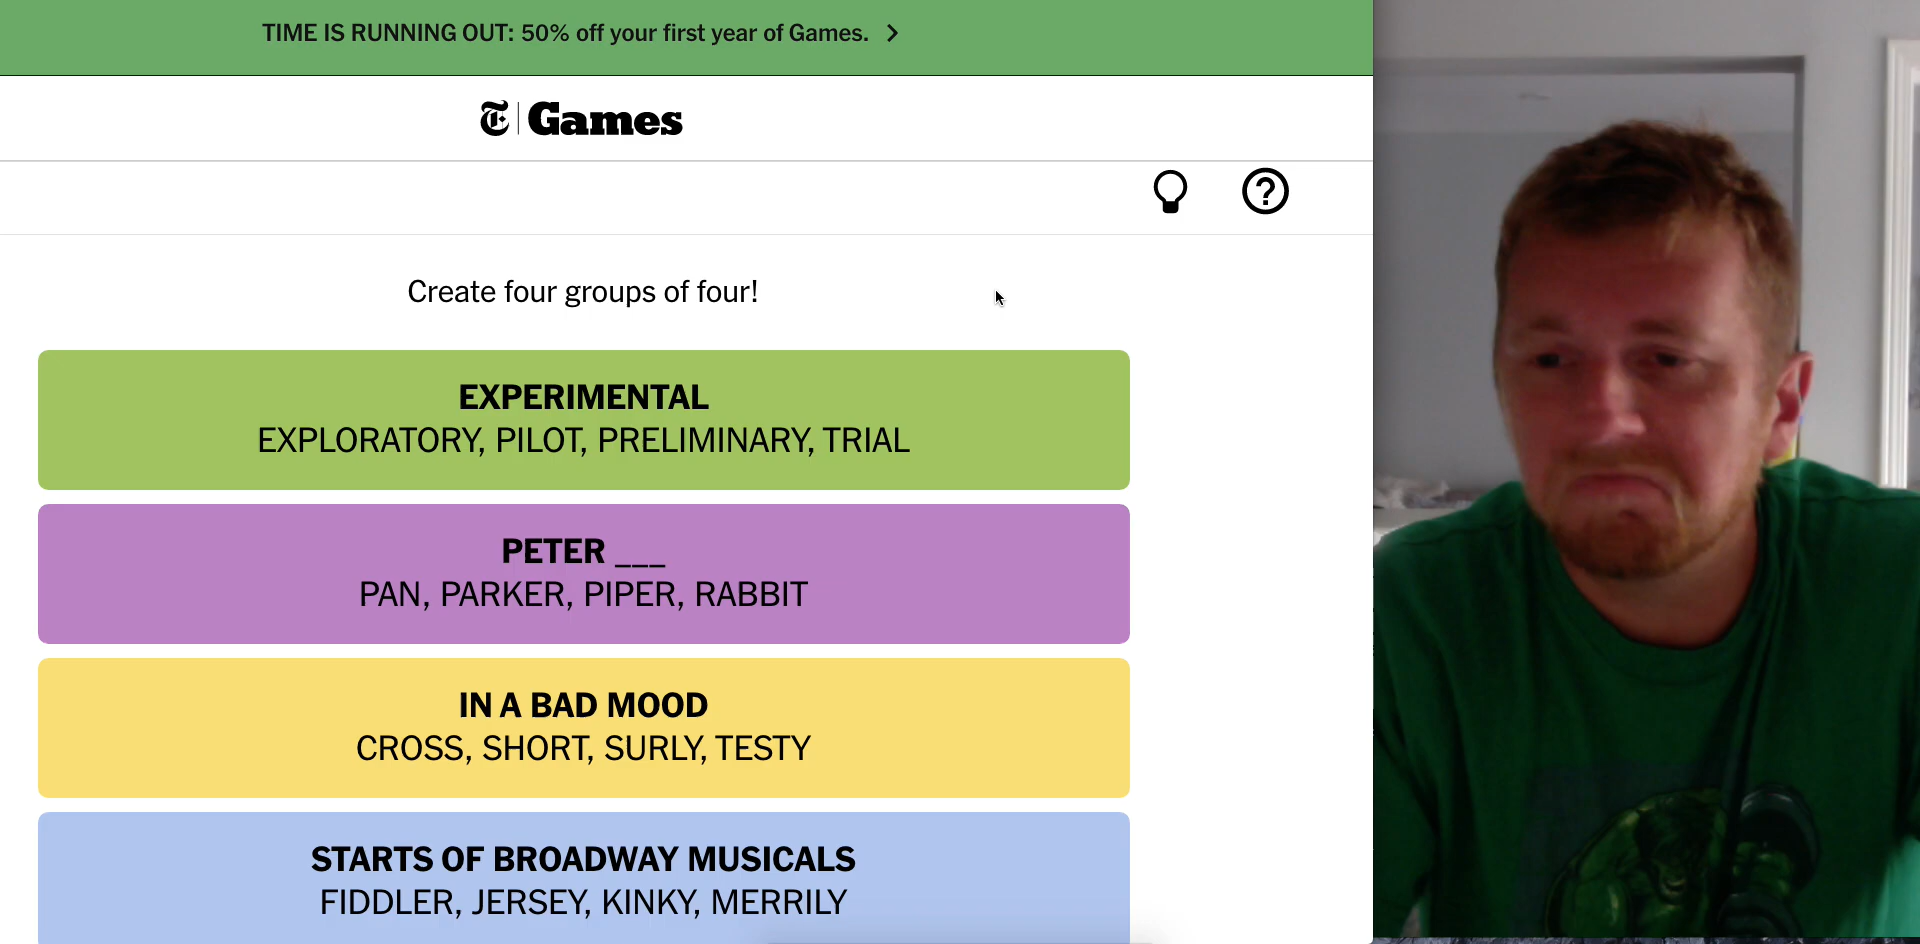 TIME IS RUNNING OUT: 50% off your first year of Games.
T Games
?
Create four groups of four!
EXPERIMENTAL
EXPLORATORY, PILOT, PRELIMINARY, TRIAL
PETER ___
PAN, PARKER, PIPER, RABBIT
IN A BAD MOOD
CROSS, SHORT, SURLY, TESTY
STARTS OF BROADWAY MUSICALS
FIDDLER, JERSEY, KINKY, MERRILY